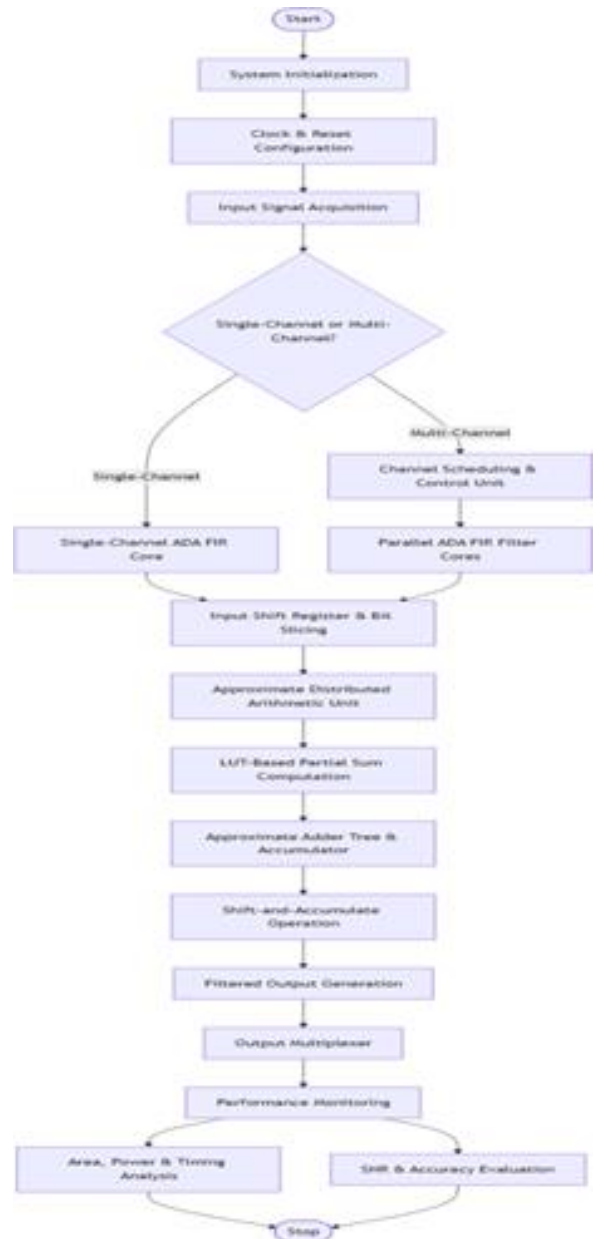 Start
System Initialization
Clock & Reset
Configuration
Input Signal Acquisition
Single-Channel or Multi-
Channel?
Multi-Channel
Single-Channel
Channel Scheduling &
Control Unit
Single-Channel ADA FIR
Core
Parallel ADA FIR Filter
Cores
Input Shift Register & Bit
Slicing
Approximate Distributed
Arithmetic Unit
LUT-Based Partial Sum
Computation
Approximate Adder Tree &
Accumulator
Shift-and-Accumulate
Operation
Filtered Output Generation
Output Multiplexer
Performance Monitoring
Area, Power & Timing
Analysis
SNR & Accuracy Evaluation
Stop